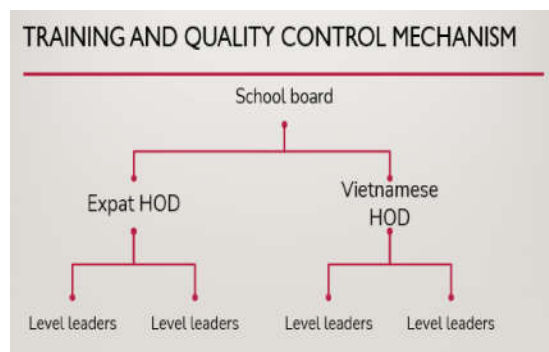 TRAINING AND QUALITY CONTROL MECHANISM
School board
Expat HOD
Vietnamese
HOD
Level leaders
Level leaders
Level leaders
Level leaders